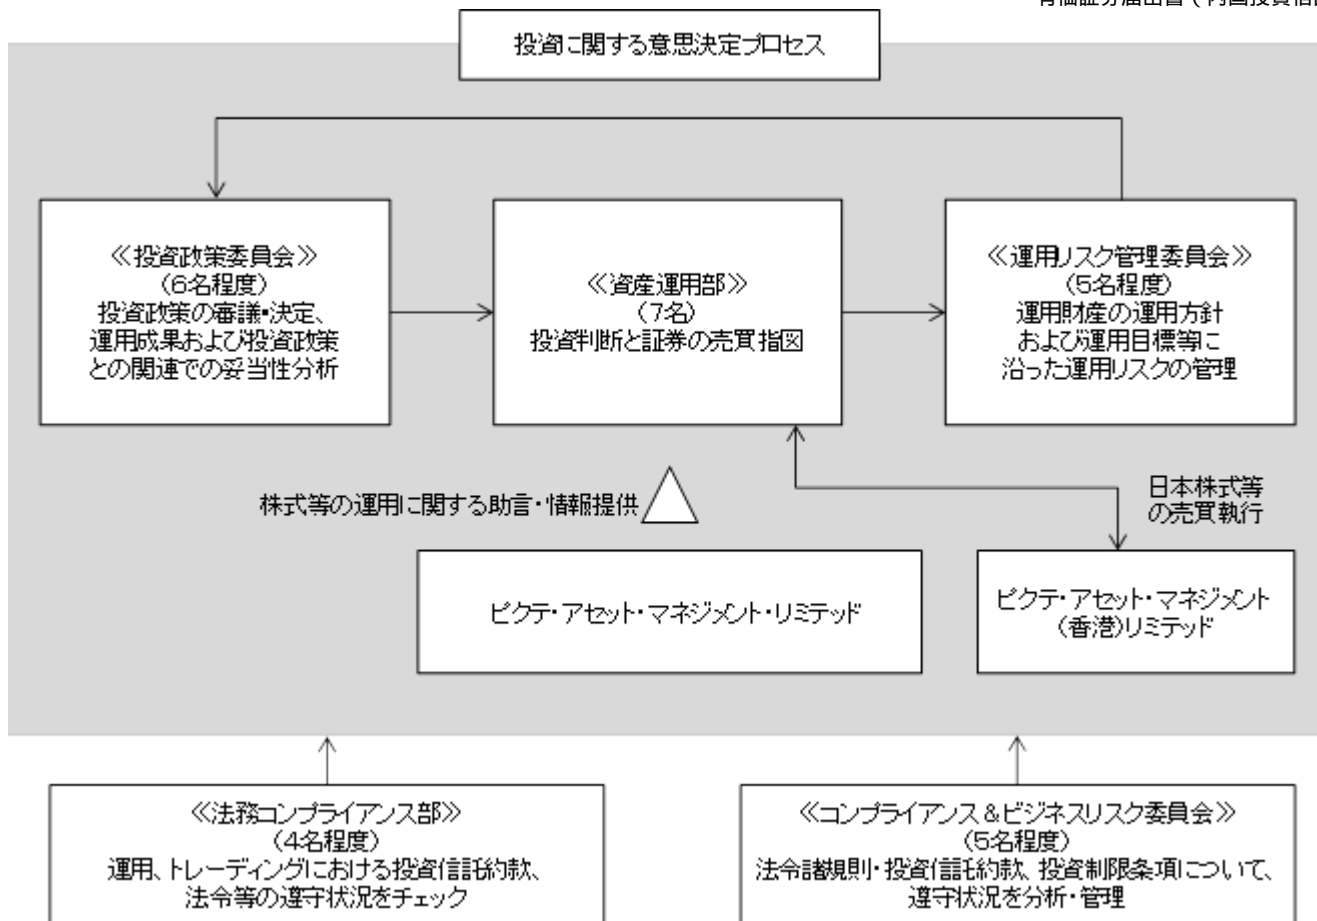 有価証券届出書(内国投資信
投資に関する意思決定プロセス
≪投資政策委員会≫
(6名程度)
投資政策の審議・決定、
運用成果および投資政策
との関連での妥当性分析
≪資産運用部≫
(7名)
投資判断と証券の売買指図
≪運用リスク管理委員会≫
(5名程度)
運用財産の運用方針
および運用目標等に
沿った運用リスクの管理
株式等の運用に関する助言・情報提供
日本株式等
の売買執行
ピクテ・アセット・マネジメント・リミテッド
ピクテ・アセット・マネジメント
(香港)リミテッド
≪法務コンプライアンス部≫
(4名程度)
運用、トレーディングにおける投資信託約款、
法令等の遵守状況をチェック
≪コンプライアンス&ビジネスリスク委員会≫
(5名程度)
法令諸規則・投資信託約款、投資制限条項について、
遵守状況を分析・管理